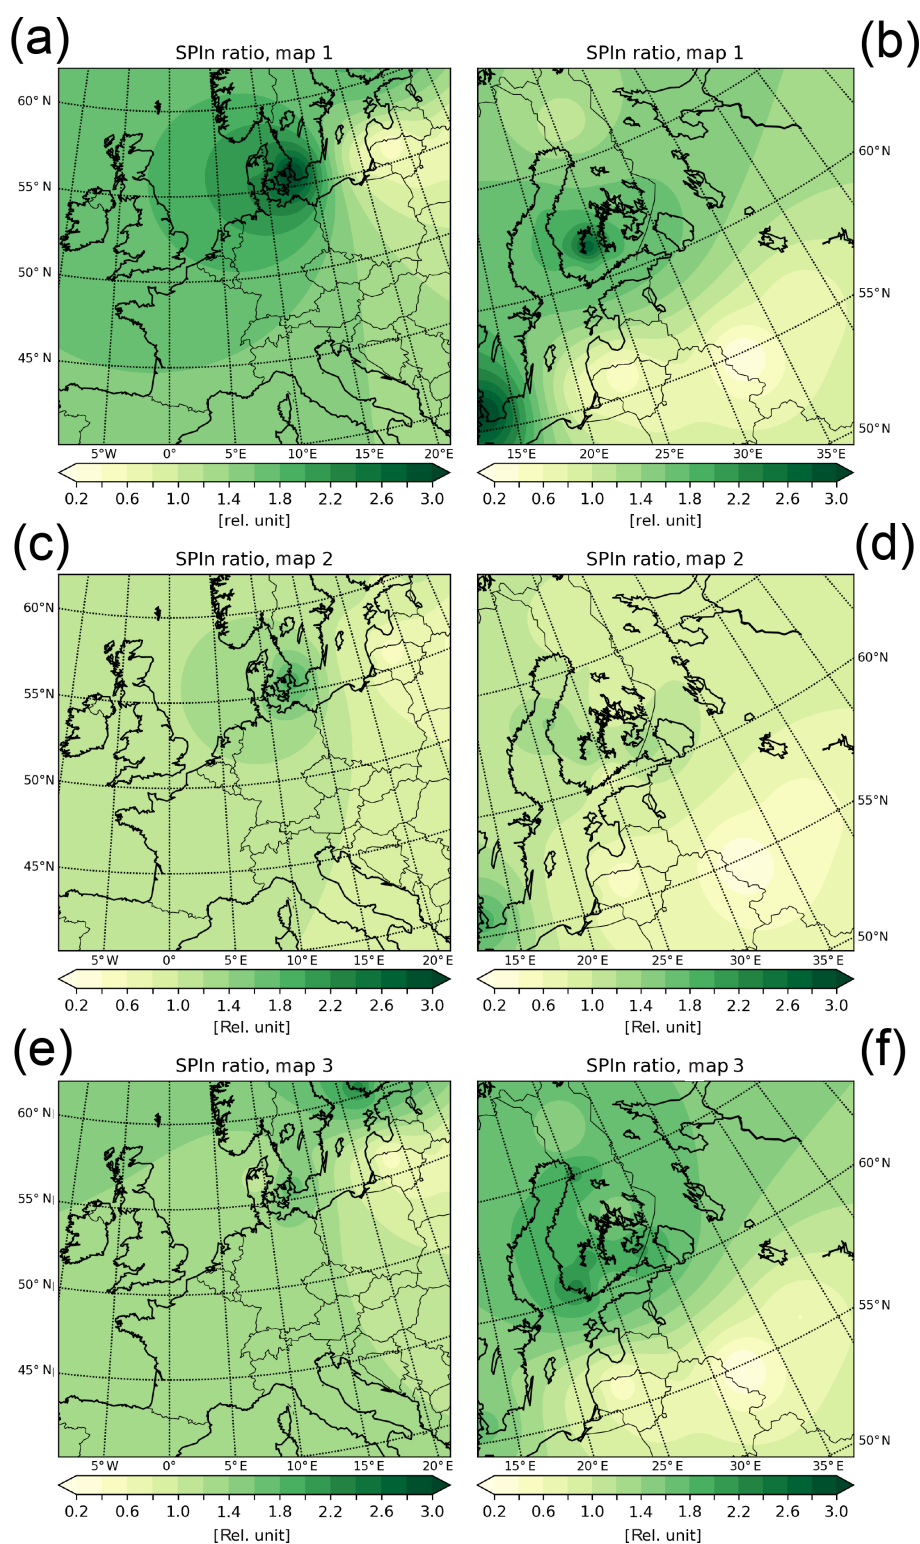 (a) (b)
SPIn ratio, map 1 SPIn ratio, map 1
60° N
55° N
50° N
45° N
60° N
55° N
50° N
5°W 0° 5°E 10°E 15°E 20°E 15°E 20°E 25°E 30°E 35°E
0.2 0.6 1.0 1.4 1.8 2.2 2.6 3.0 0.2 0.6 1.0 1.4 1.8 2.2 2.6 3.0
[rel. unit] [rel. unit]
(c) (d)
SPIn ratio, map 2 SPIn ratio, map 2
60°N
55°N
50°N
45°N
60°N
55°N
50°N
5°W 0° 5°E 10°E 15°E 20°E 15°E 20°E 25°E 30°E 35°E
0.2 0.6 1.0 1.4 1.8 2.2 2.6 3.0 0.2 0.6 1.0 1.4 1.8 2.2 2.6 3.0
[Rel. unit] [Rel. unit]
(e) (f)
SPIn ratio, map 3 SPIn ratio, map 3
60° N
55° N
50° N
45° N
60°N
55°N
50°N
5°W 0° 5°E 10°E 15°E 20°E 15°E 20°E 25°E 30°E 35°E
0.2 0.6 1.0 1.4 1.8 2.2 2.6 3.0 0.2 0.6 1.0 1.4 1.8 2.2 2.6 3.0
[Rel. unit] [Rel. unit]